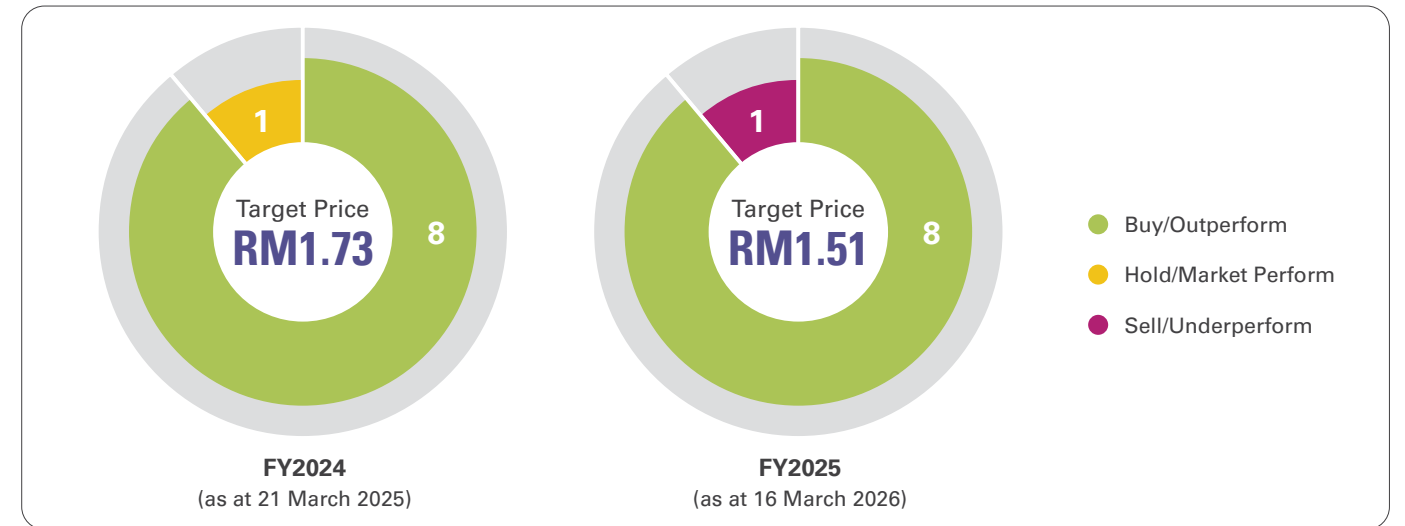 1
Target Price
RM1.73
8
FY2024
(as at 21 March 2025)
1
Target Price
RM1.51
8
FY2025
(as at 16 March 2026)
Buy/Outperform
Hold/Market Perform
Sell/Underperform